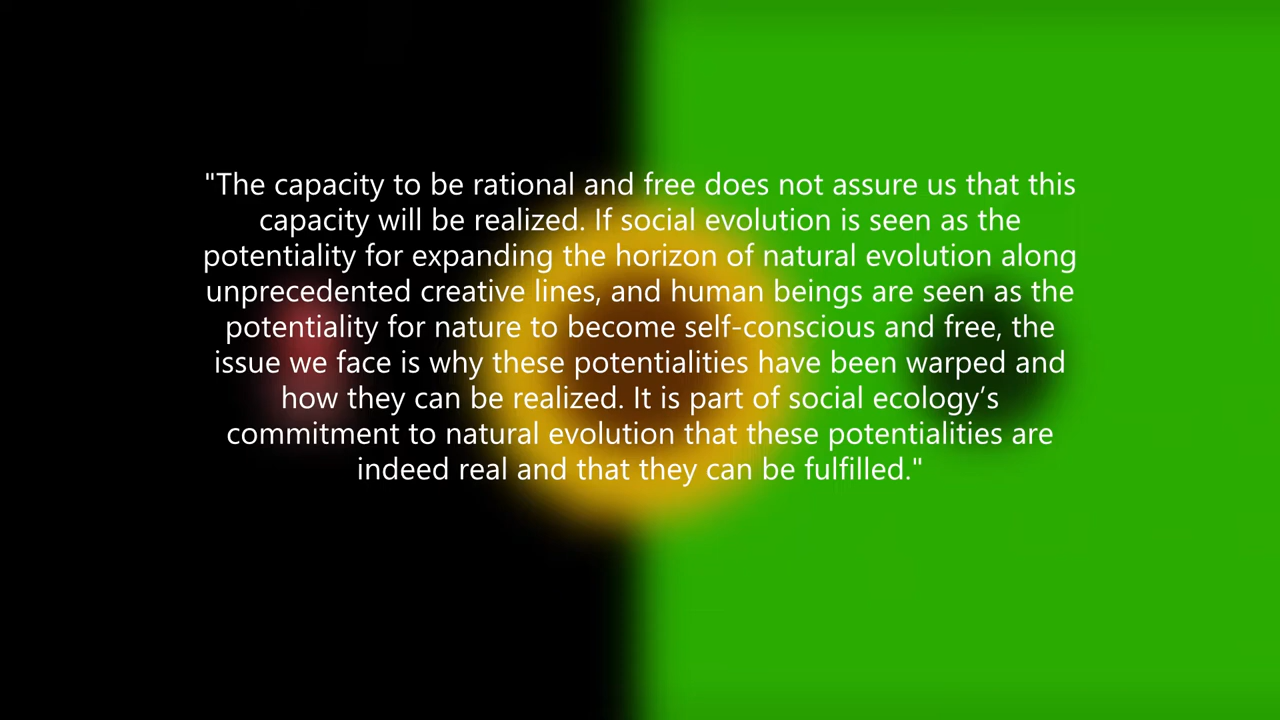 "The capacity to be rational and free does not assure us that this
capacity will be realized. If social evolution is seen as the
potentiality for expanding the horizon of natural evolution along
unprecedented creative lines, and human beings are seen as the
potentiality for nature to become self-conscious and free, the
issue we face is why these potentialities have been warped and
how they can be realized. It is part of social ecology’s
commitment to natural evolution that these potentialities are
indeed real and that they can be fulfilled."